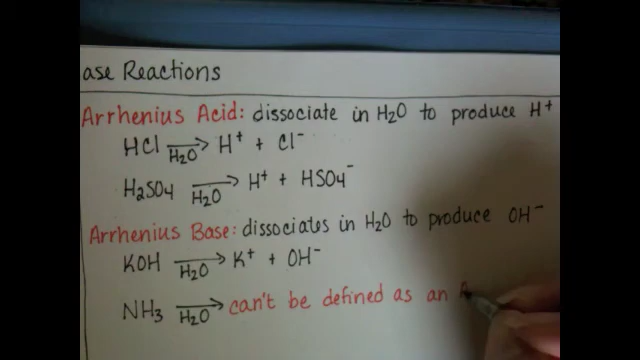 ase Reactions
Arrhenius Acid: dissociate in H2O to produce H+
HCl →H2O H+ + Cl-
H2SO4 →H2O H+ + HSO4-
Arrhenius Base: dissociates in H2O to produce OH-
KOH →H2O K+ + OH-
NH3 →H2O can't be defined as an